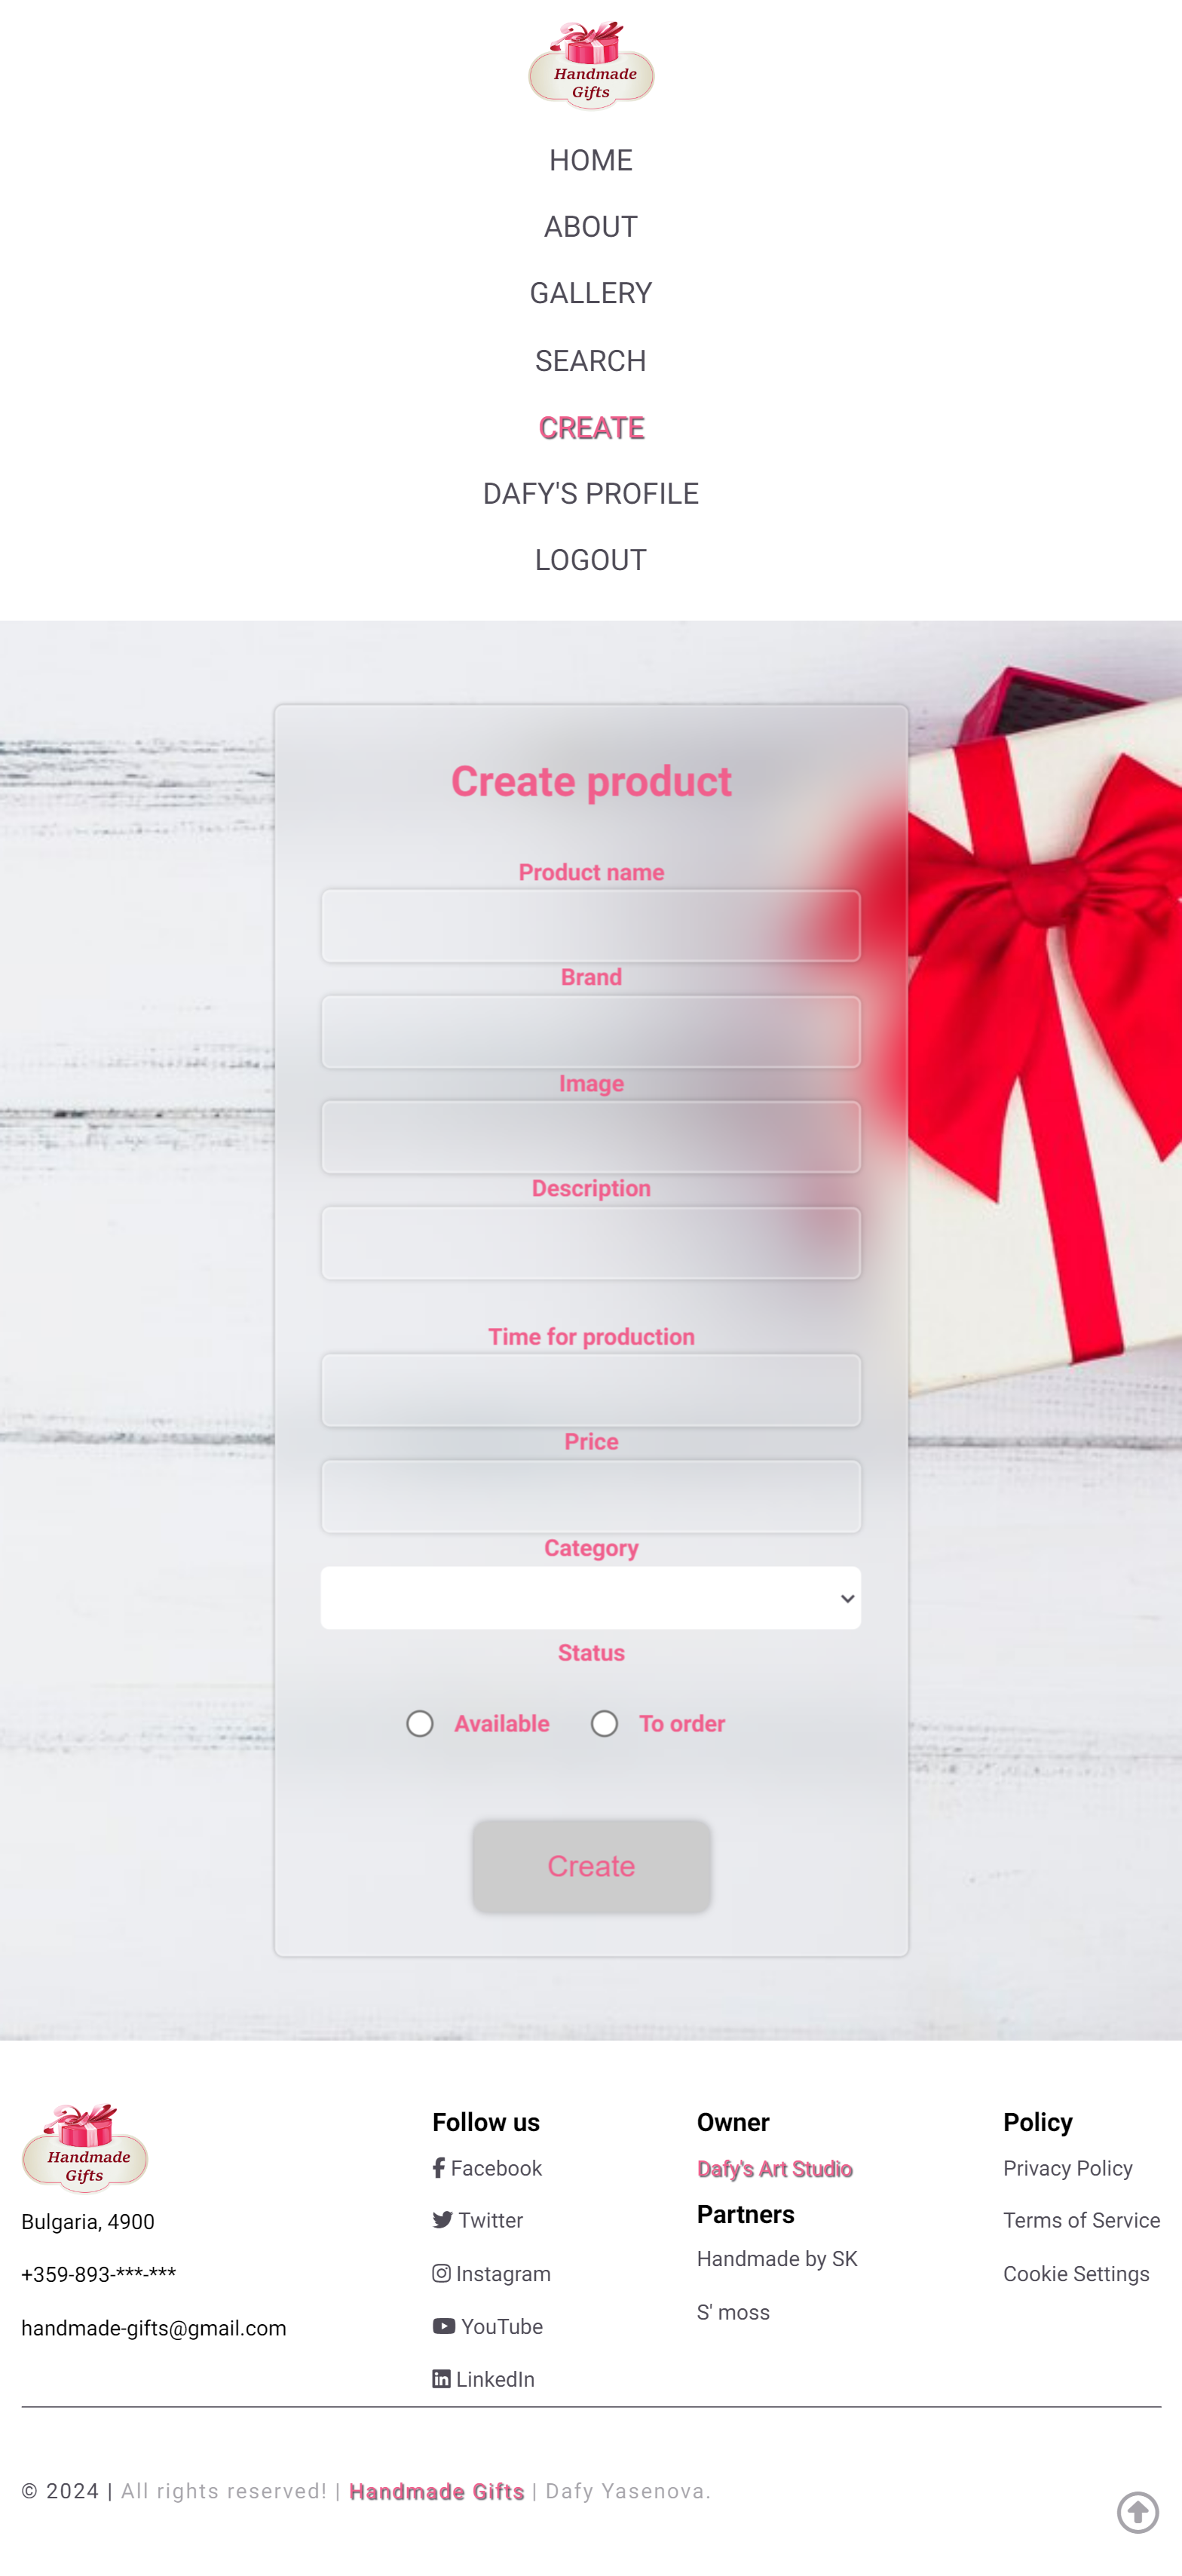 Handmade
Gifts
HOME
ABOUT
GALLERY
SEARCH
CREATE
DAFY'S PROFILE
LOGOUT
Create product
Product name
Brand
Image
Description
Time for production
Price
Category
Status
Available
To order
Create
Handmade
Gifts
Bulgaria, 4900
+359-893-***-***
handmade-gifts@gmail.com
Follow us
Facebook
Twitter
Instagram
YouTube
LinkedIn
Owner
Dafy's Art Studio
Partners
Handmade by SK
S' moss
Policy
Privacy Policy
Terms of Service
Cookie Settings
© 2024 | All rights reserved! | Handmade Gifts | Dafy Yasenova.